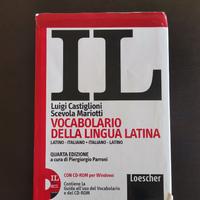 IL
Luigi Castiglioni
Scevola Mariotti
VOCABOLARIO
DELLA LINGUA LATINA
LATINO - ITALIANO • ITALIANO - LATINO
QUARTA EDIZIONE
a cura di Piergiorgio Parroni
IL
CON CD-ROM per Windows
Contiene la
Guida all'uso del Vocabolario
e del CD-ROM
Loescher